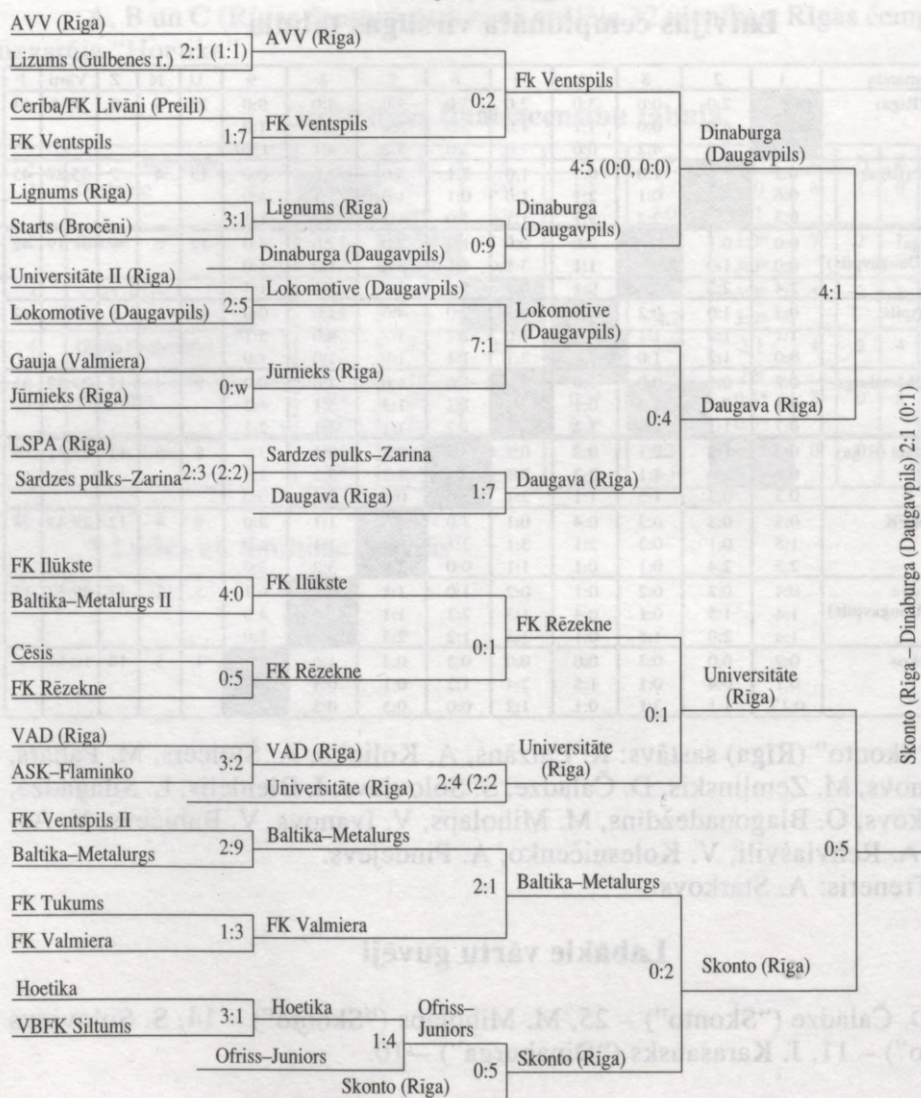 AVV (Rīga)
Lizums (Gulbenes r.) 2:1 (1:1) AVV (Rīga)
Cerība/FK Līvāni (Preiļi)
FK Ventspils 1:7 FK Ventspils
0:2 Fk Ventspils
Lignums (Rīga)
Starts (Brocēni) 3:1 Lignums (Rīga)
Dinaburga (Daugavpils)
0:9 Dinaburga
(Daugavpils)
4:5 (0:0, 0:0) Dinaburga
(Daugavpils)
Universitāte II (Rīga)
Lokomotīve (Daugavpils) 2:5 Lokomotīve (Daugavpils)
Gauja (Valmiera)
Jūrnieks (Rīga) 0:w Jūrnieks (Rīga)
7:1 Lokomotīve
(Daugavpils)
LSPA (Rīga)
Sardzes pulks–Zarina 2:3 (2:2) Sardzes pulks–Zarina
Daugava (Rīga)
1:7 Daugava (Rīga)
0:4 Daugava (Rīga)
4:1
FK Ilūkste
Baltika–Metalurgs II 4:0 FK Ilūkste
Cēsis
FK Rēzekne 0:5 FK Rēzekne
0:1 FK Rēzekne
VAD (Rīga)
ASK–Flaminko 3:2 VAD (Rīga)
Universitāte (Rīga)
2:4 (2:2) Universitāte
(Rīga)
0:1 Universitāte
(Rīga)
FK Ventspils II
Baltika–Metalurgs 2:9 Baltika–Metalurgs
FK Tukums
FK Valmiera 1:3 FK Valmiera
2:1 Baltika–Metalurgs
Hoetika
VBFK Siltums 3:1 Hoetika
Ofriss–Juniors
1:4 Ofriss–
Juniors
Skonto (Rīga)
0:5 Skonto (Rīga)
0:2 Skonto (Rīga)
0:5
Skonto (Rīga) – Dinaburga (Daugavpils) 2:1 (0:1)